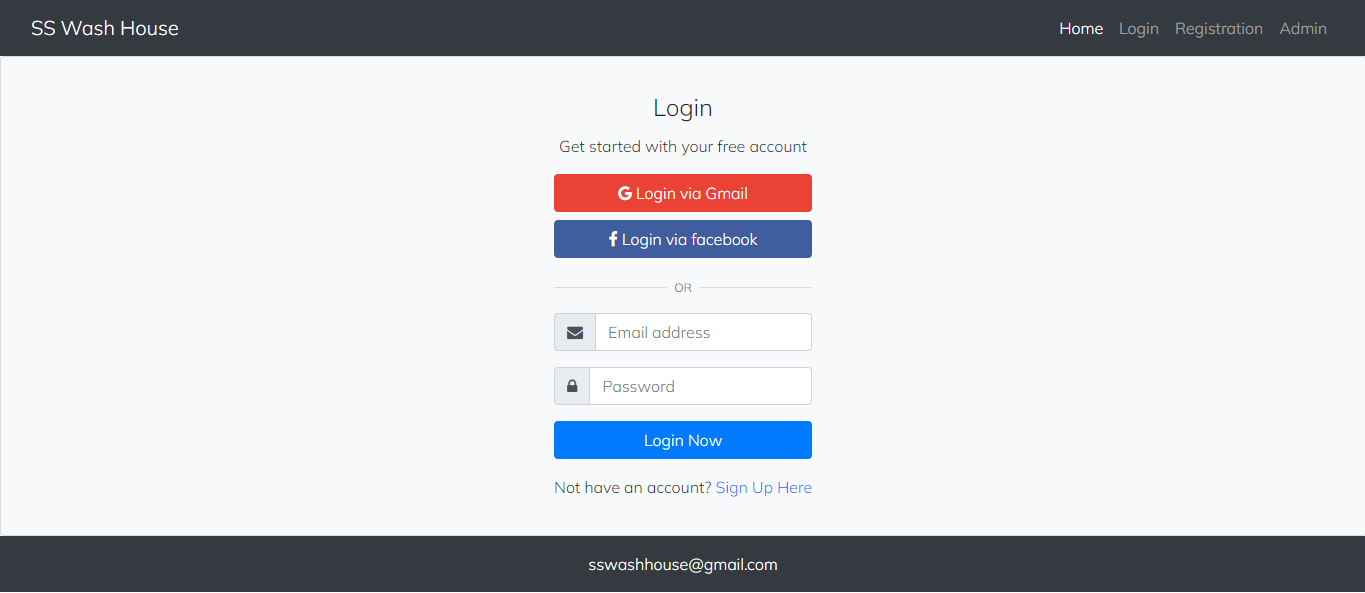 SS Wash House
Home Login Registration Admin
Login
Get started with your free account
Login via Gmail
Login via facebook
OR
Email address
Password
Login Now
Not have an account? Sign Up Here
sswashhouse@gmail.com